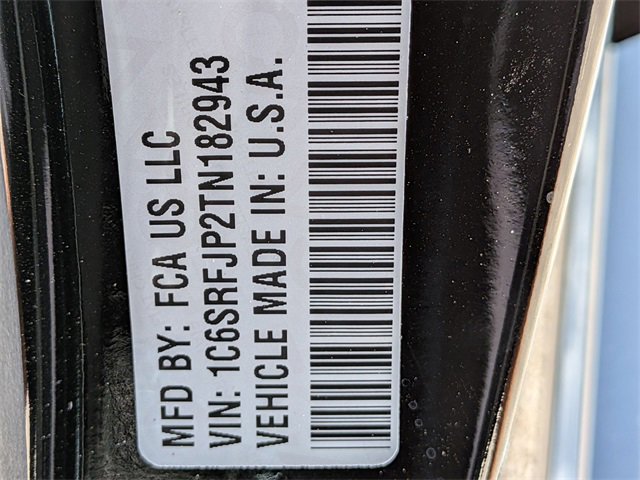 MFD BY: FCA US LLC
VIN: 1C6SRFJP2TN182943
VEHICLE MADE IN: U.S.A.